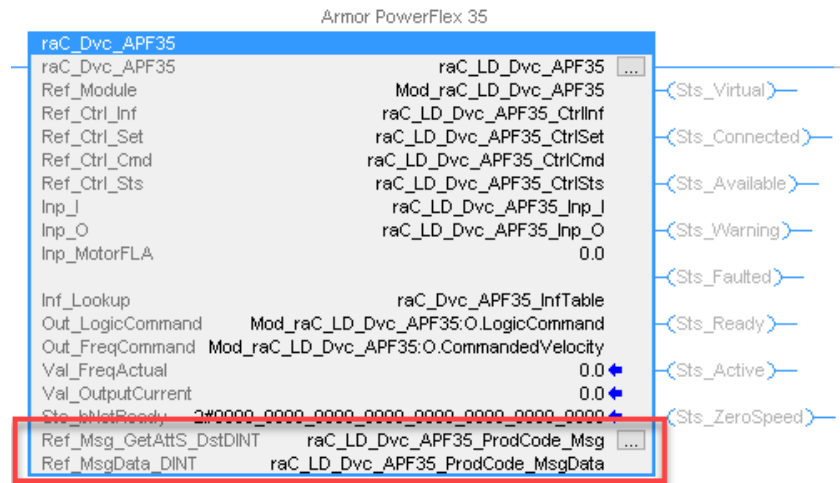 Armor PowerFlex 35
raC_Dvc_APF35
raC_Dvc_APF35 raC_LD_Dvc_APF35 ...
Ref_Module Mod_raC_LD_Dvc_APF35 Sts_Virtual
Ref_Ctrl_Inf raC_LD_Dvc_APF35_CtrlInf
Ref_Ctrl_Set raC_LD_Dvc_APF35_CtrlSet Sts_Connected
Ref_Ctrl_Cmd raC_LD_Dvc_APF35_CtrlCmd
Ref_Ctrl_Sts raC_LD_Dvc_APF35_CtrlSts Sts_Available
Inp_I raC_LD_Dvc_APF35_Inp_I
Inp_O raC_LD_Dvc_APF35_Inp_O Sts_Warning
Inp_MotorFLA 0.0
Sts_Faulted
Inf_Lookup raC_Dvc_APF35_InfTable
Out_LogicCommand Mod_raC_LD_Dvc_APF35:O.LogicCommand Sts_Ready
Out_FreqCommand Mod_raC_LD_Dvc_APF35:O.CommandedVelocity
Val_FreqActual 0.0 Sts_Active
Val_OutputCurrent 0.0
Sts_bNotReady 2#0000_0000_0000_0000_0000_0000_0000_0000 Sts_ZeroSpeed
Ref_Msg_GetAttS_DstDINT raC_LD_Dvc_APF35_ProdCode_Msg ...
Ref_MsgData_DINT raC_LD_Dvc_APF35_ProdCode_MsgData